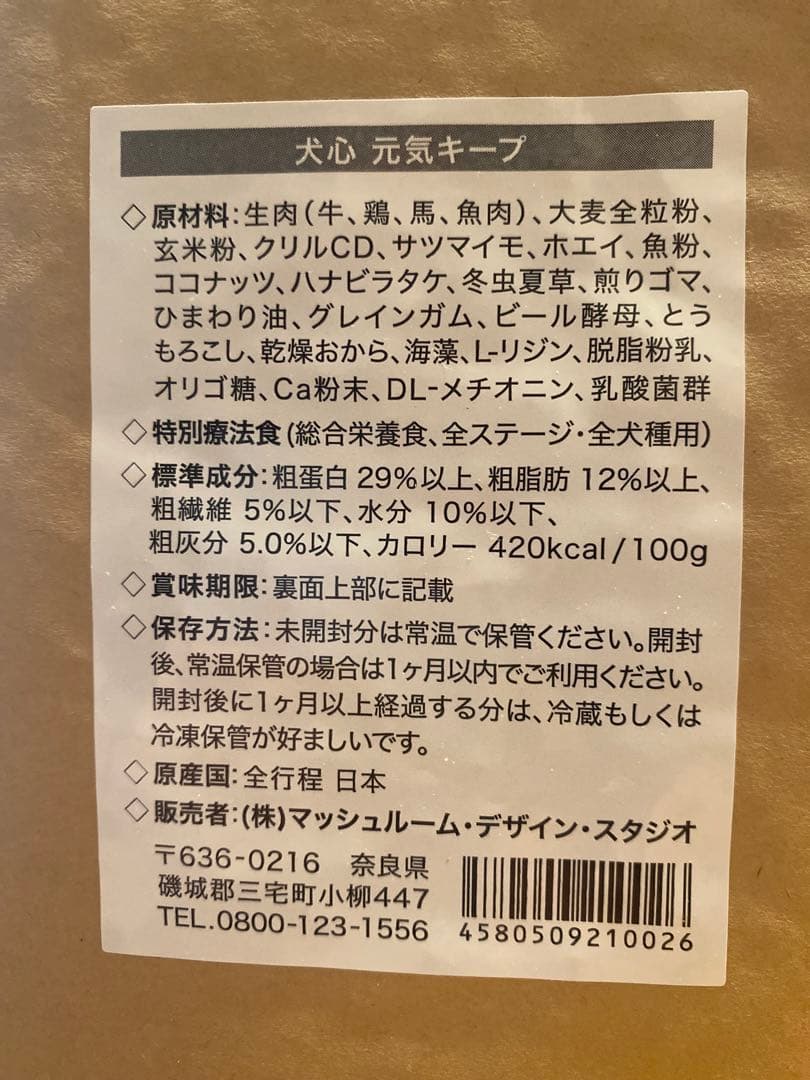 犬心 元気キープ
◇原材料:生肉(牛、鶏、馬、魚肉)、大麦全粒粉、
玄米粉、クリルCD、サツマイモ、ホエイ、魚粉、
ココナッツ、ハナビラタケ、冬虫夏草、煎りゴマ、
ひまわり油、グレインガム、ビール酵母、とう
もろこし、乾燥おから、海藻、L-リジン、脱脂粉乳、
オリゴ糖、Ca粉末、DL-メチオニン、乳酸菌群
◇特別療法食(総合栄養食、全ステージ・全犬種用)
◇標準成分:粗蛋白 29%以上、粗脂肪 12%以上、
粗繊維 5%以下、水分 10%以下、
粗灰分 5.0%以下、カロリー 420kcal/100g
◇賞味期限:裏面上部に記載
◇保存方法:未開封分は常温で保管ください。開封
後、常温保管の場合は1ヶ月以内でご利用ください。
開封後に1ヶ月以上経過する分は、冷蔵もしくは
冷凍保管が好ましいです。
◇原産国:全行程 日本
◇販売者:(株)マッシュルーム・デザイン・スタジオ
〒636-0216 奈良県
磯城郡三宅町小柳447
TEL.0800-123-1556
4580509210026